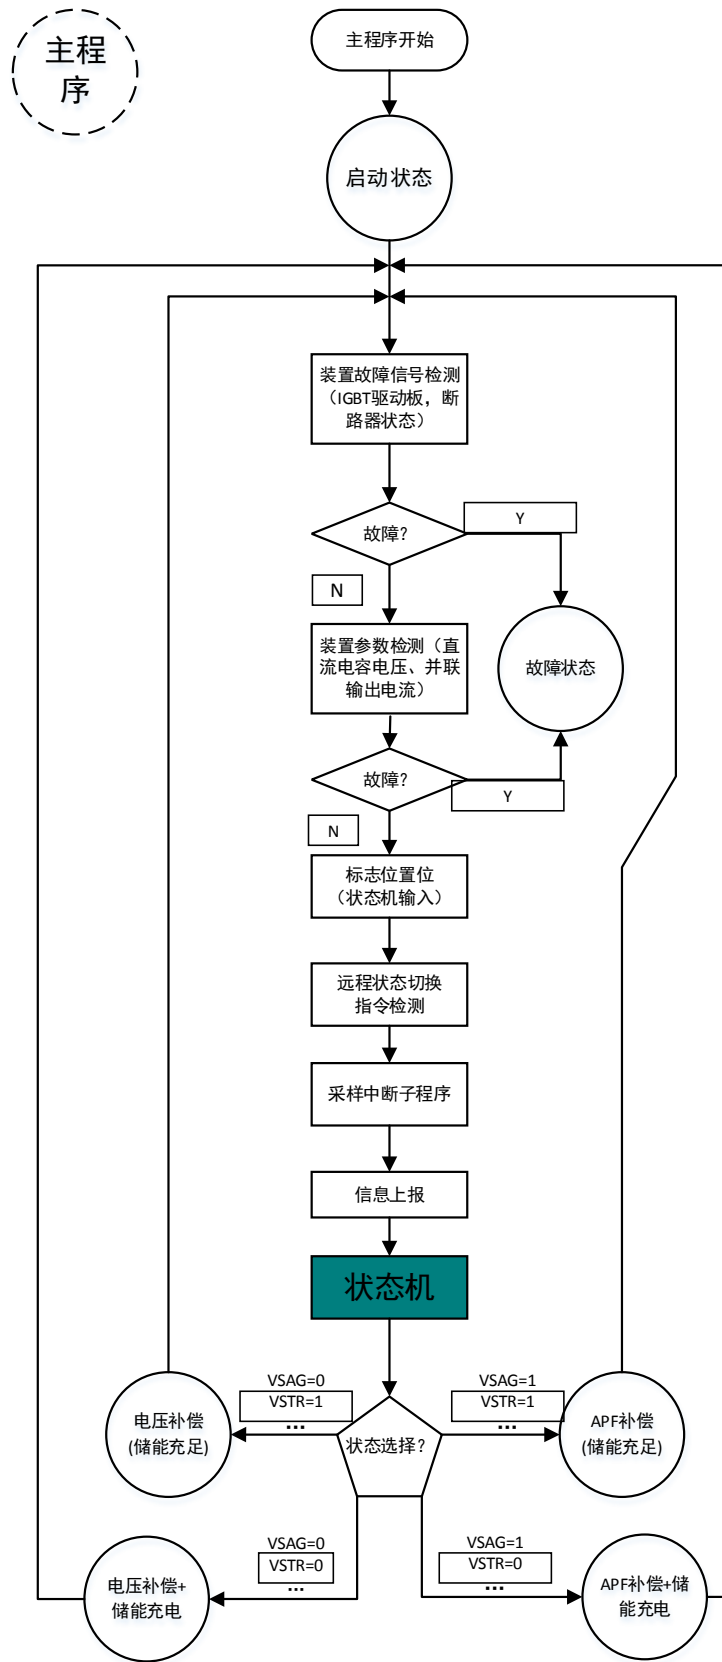 主程
序
主程序开始
启动状态
装置故障信号检测
（IGBT驱动板，断
路器状态）
故障？
Y
N
装置参数检测（直
流电容电压、并联
输出电流）
故障状态
故障？
Y
N
标志位置位
（状态机输入）
远程状态切换
指令检测
采样中断子程序
信息上报
状态机
VSAG=0
VSTR=1
...
VSAG=1
VSTR=1
...
电压补偿
(储能充足)
状态选择？
APF补偿
(储能充足)
VSAG=0
VSTR=0
...
VSAG=1
VSTR=0
...
电压补偿+
储能充电
APF补偿+储
能充电